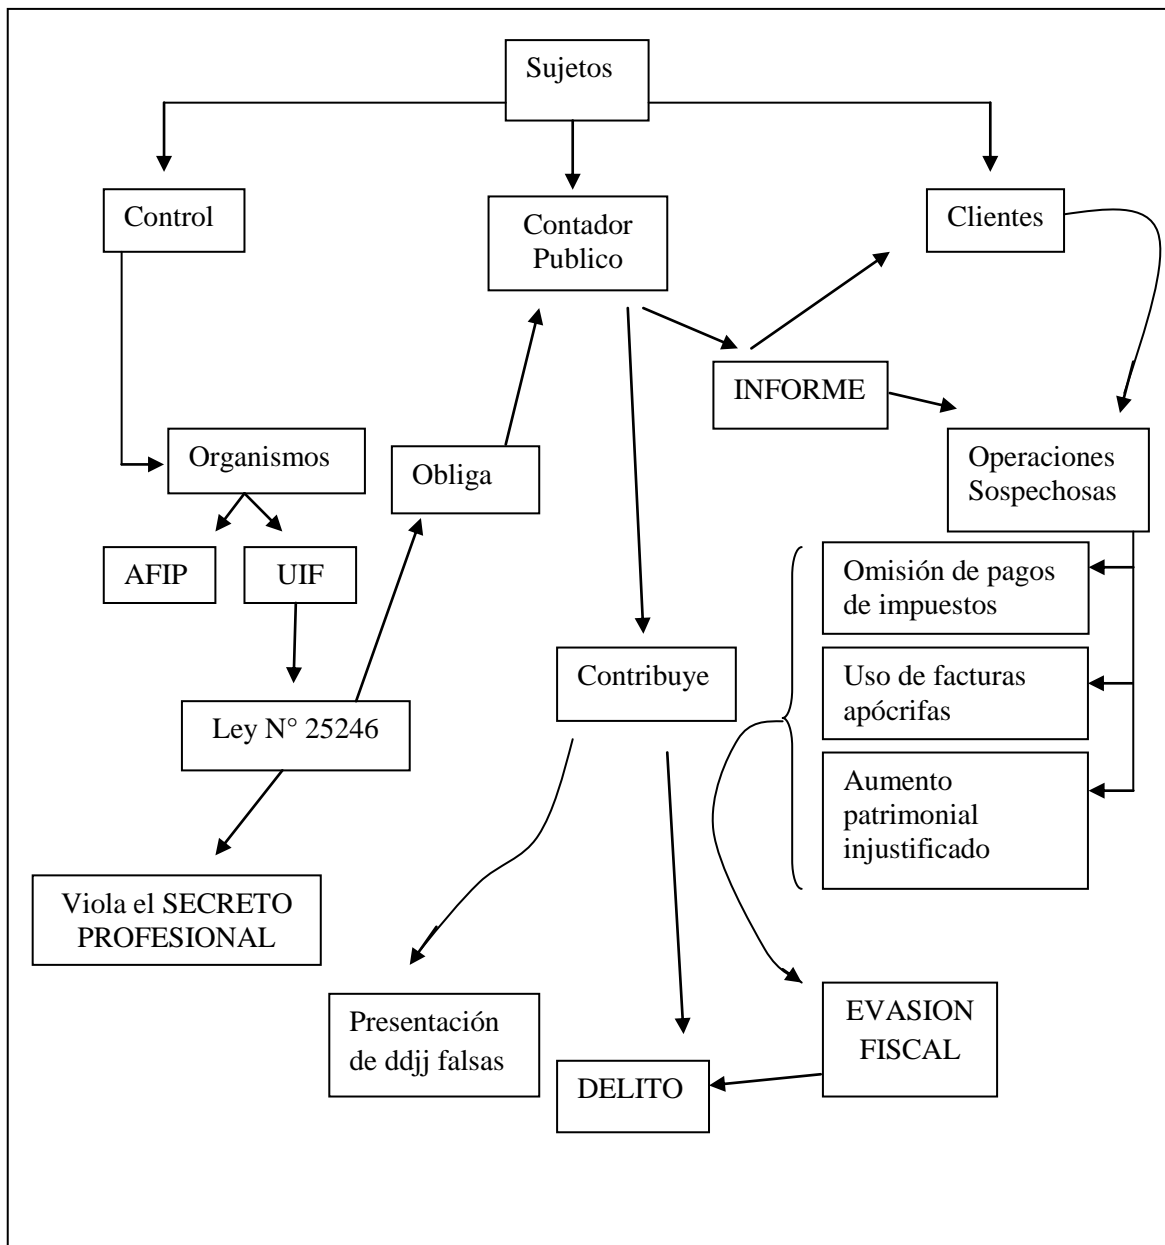 Sujetos
Control
Contador
Publico
Clientes
INFORME
Organismos
Obliga
Operaciones
Sospechosas
AFIP
UIF
Omisión de pagos
de impuestos
Contribuye
Uso de facturas
apócrifas
Ley N° 25246
Aumento
patrimonial
injustificado
Viola el SECRETO
PROFESIONAL
Presentación
de ddjj falsas
EVASION
FISCAL
DELITO